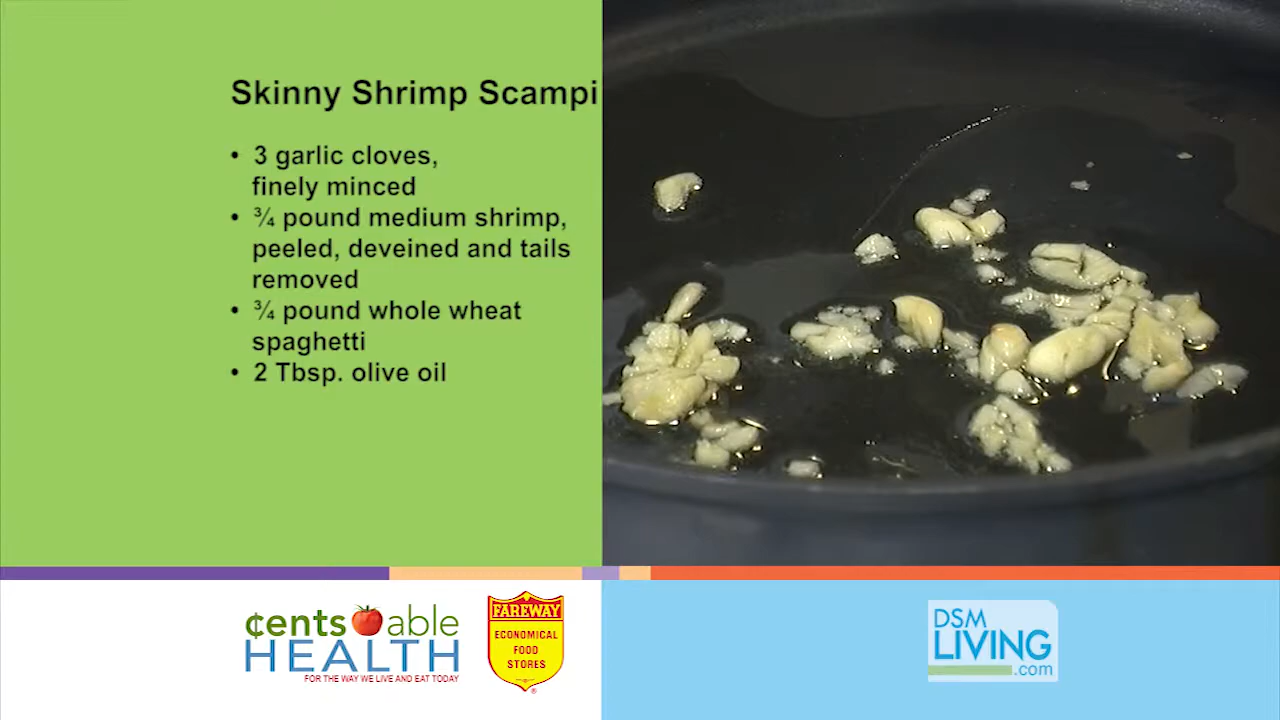 Skinny Shrimp Scampi
• 3 garlic cloves,
finely minced
• ¾ pound medium shrimp,
peeled, deveined and tails
removed
• ¾ pound whole wheat
spaghetti
• 2 Tbsp. olive oil
¢ents able
HEALTH
FOR THE WAY WE LIVE AND EAT TODAY
FAREWAY
ECONOMICAL
FOOD
STORES
®
DSM
LIVING
.com